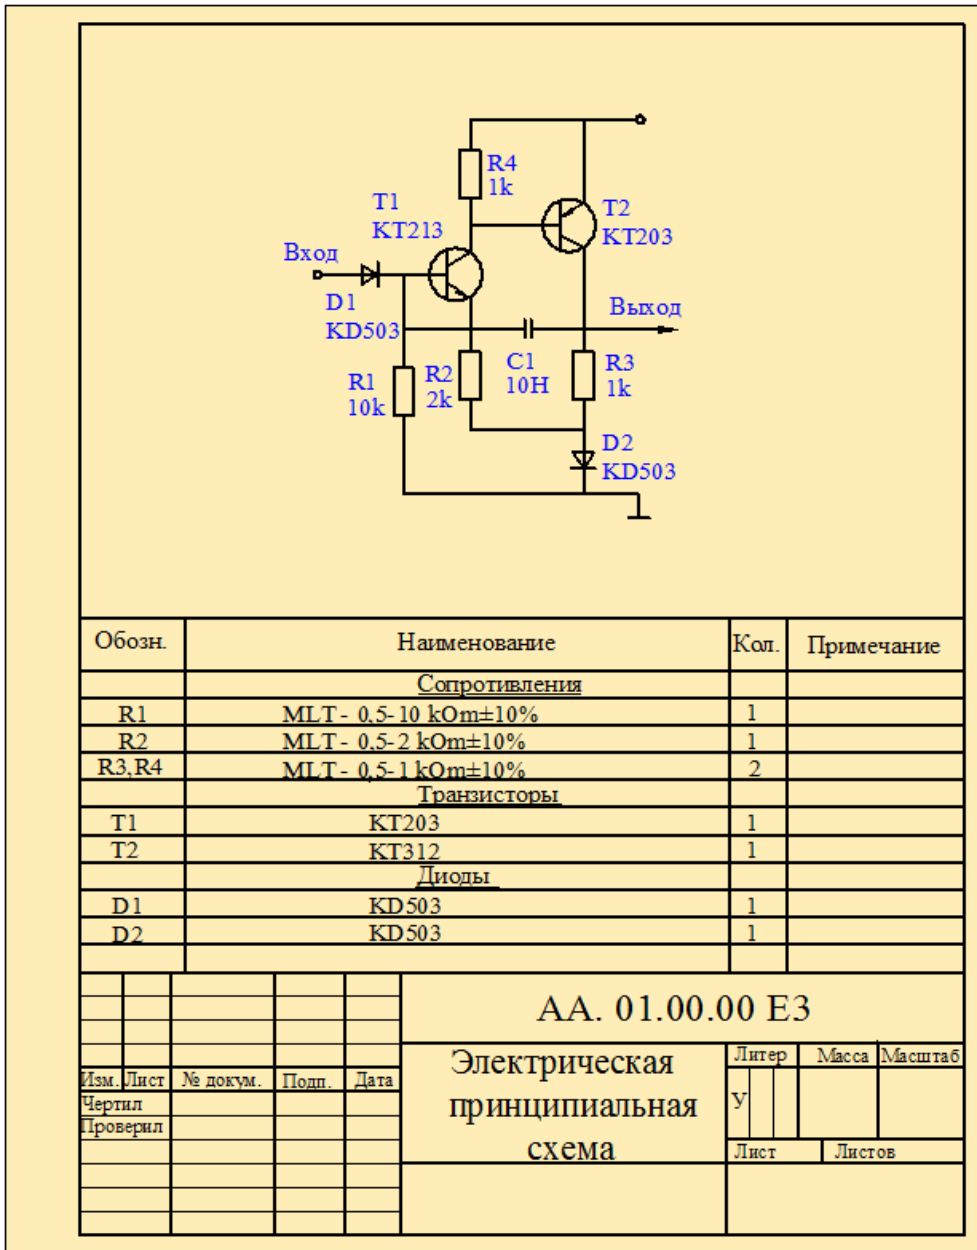 R4
1k
T1
KT213
T2
KT203
Вход
D1
KD503
Выход
R1
10k
R2
2k
C1
10H
R3
1k
D2
KD503
Обозн. Наименование Кол. Примечание
Сопротивления
R1 MLT - 0,5-10 kOm±10% 1
R2 MLT - 0,5-2 kOm±10% 1
R3,R4 MLT - 0,5-1 kOm±10% 2
Транзисторы
T1 KT203 1
T2 KT312 1
Диоды
D1 KD503 1
D2 KD503 1
АА. 01.00.00 Е3
Изм. Лист № докум. Подп. Дата
Чертил
Проверил
Электрическая
принципиальная
схема
Литер Масса Масштаб
У
Лист Листов